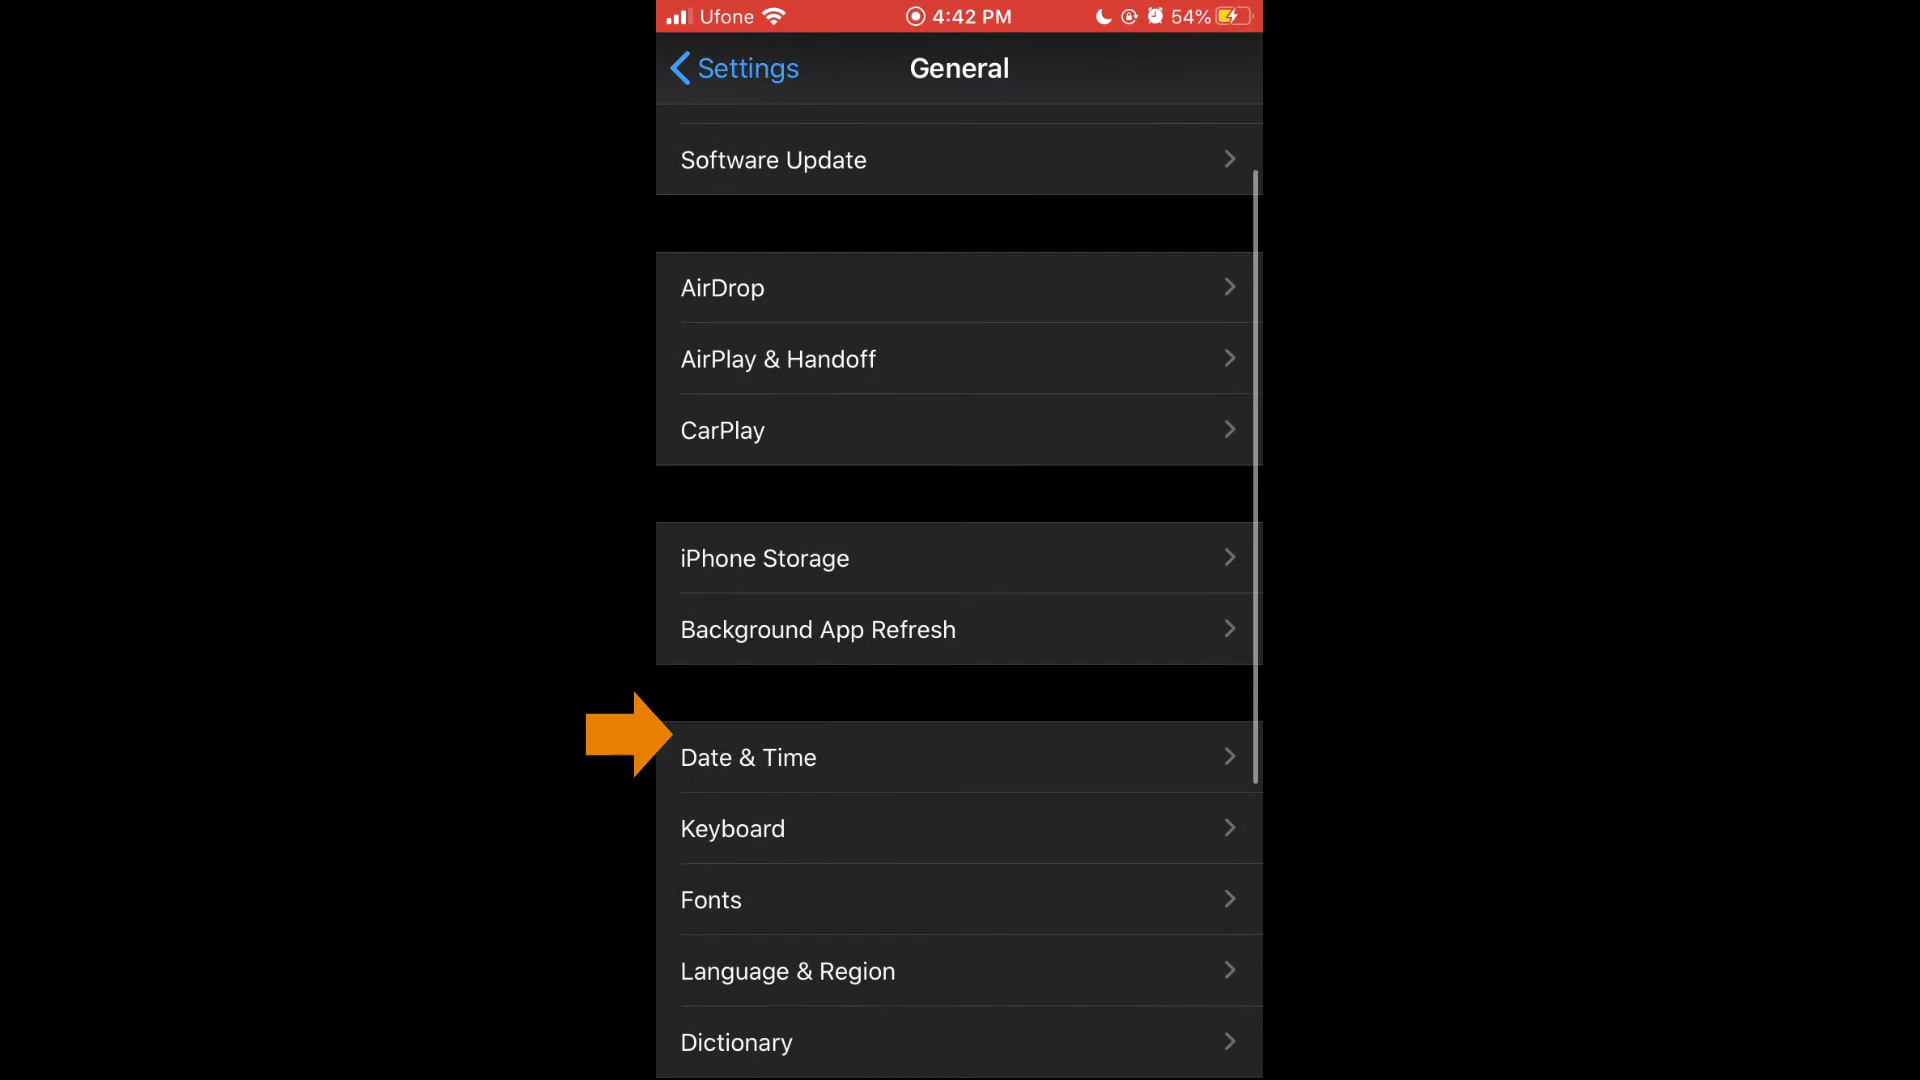 Ufone 4:42 PM 54%
Settings General
Software Update
AirDrop
AirPlay & Handoff
CarPlay
iPhone Storage
Background App Refresh
Date & Time
Keyboard
Fonts
Language & Region
Dictionary